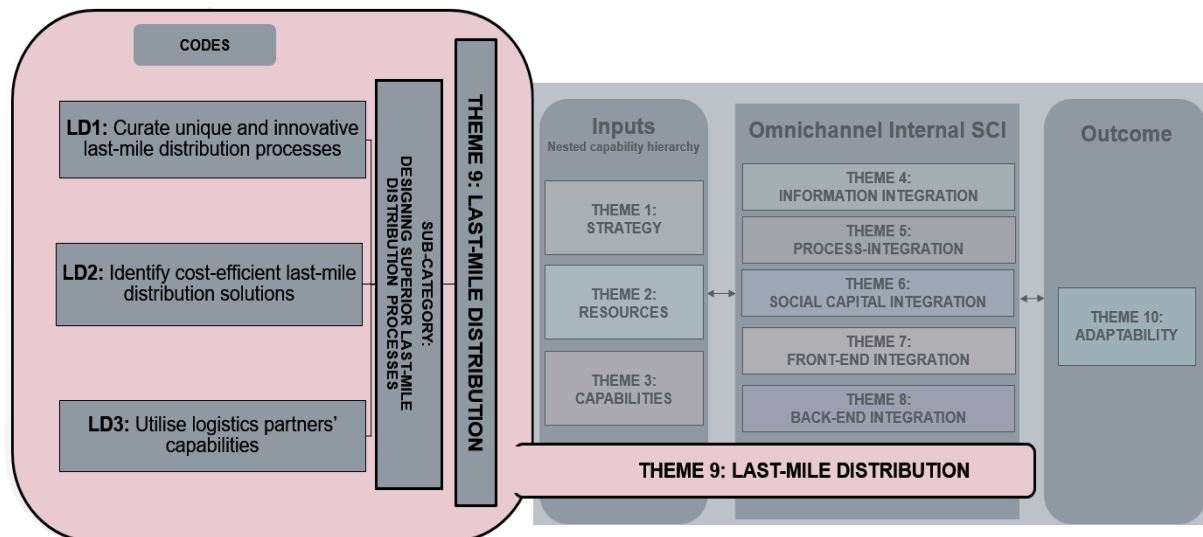 CODES
LD1: Curate unique and innovative
last-mile distribution processes
LD2: Identify cost-efficient last-mile
distribution solutions
LD3: Utilise logistics partners’
capabilities
SUB-CATEGORY:
DESIGNING SUPERIOR LAST-MILE
DISTRIBUTION PROCESSES
THEME 9: LAST-MILE DISTRIBUTION
Inputs
Nested capability hierarchy
THEME 1:
STRATEGY
THEME 2:
RESOURCES
THEME 3:
CAPABILITIES
Omnichannel Internal SCI
THEME 4:
INFORMATION INTEGRATION
THEME 5:
PROCESS-INTEGRATION
THEME 6:
SOCIAL CAPITAL INTEGRATION
THEME 7:
FRONT-END INTEGRATION
THEME 8:
BACK-END INTEGRATION
Outcome
THEME 10:
ADAPTABILITY
THEME 9: LAST-MILE DISTRIBUTION